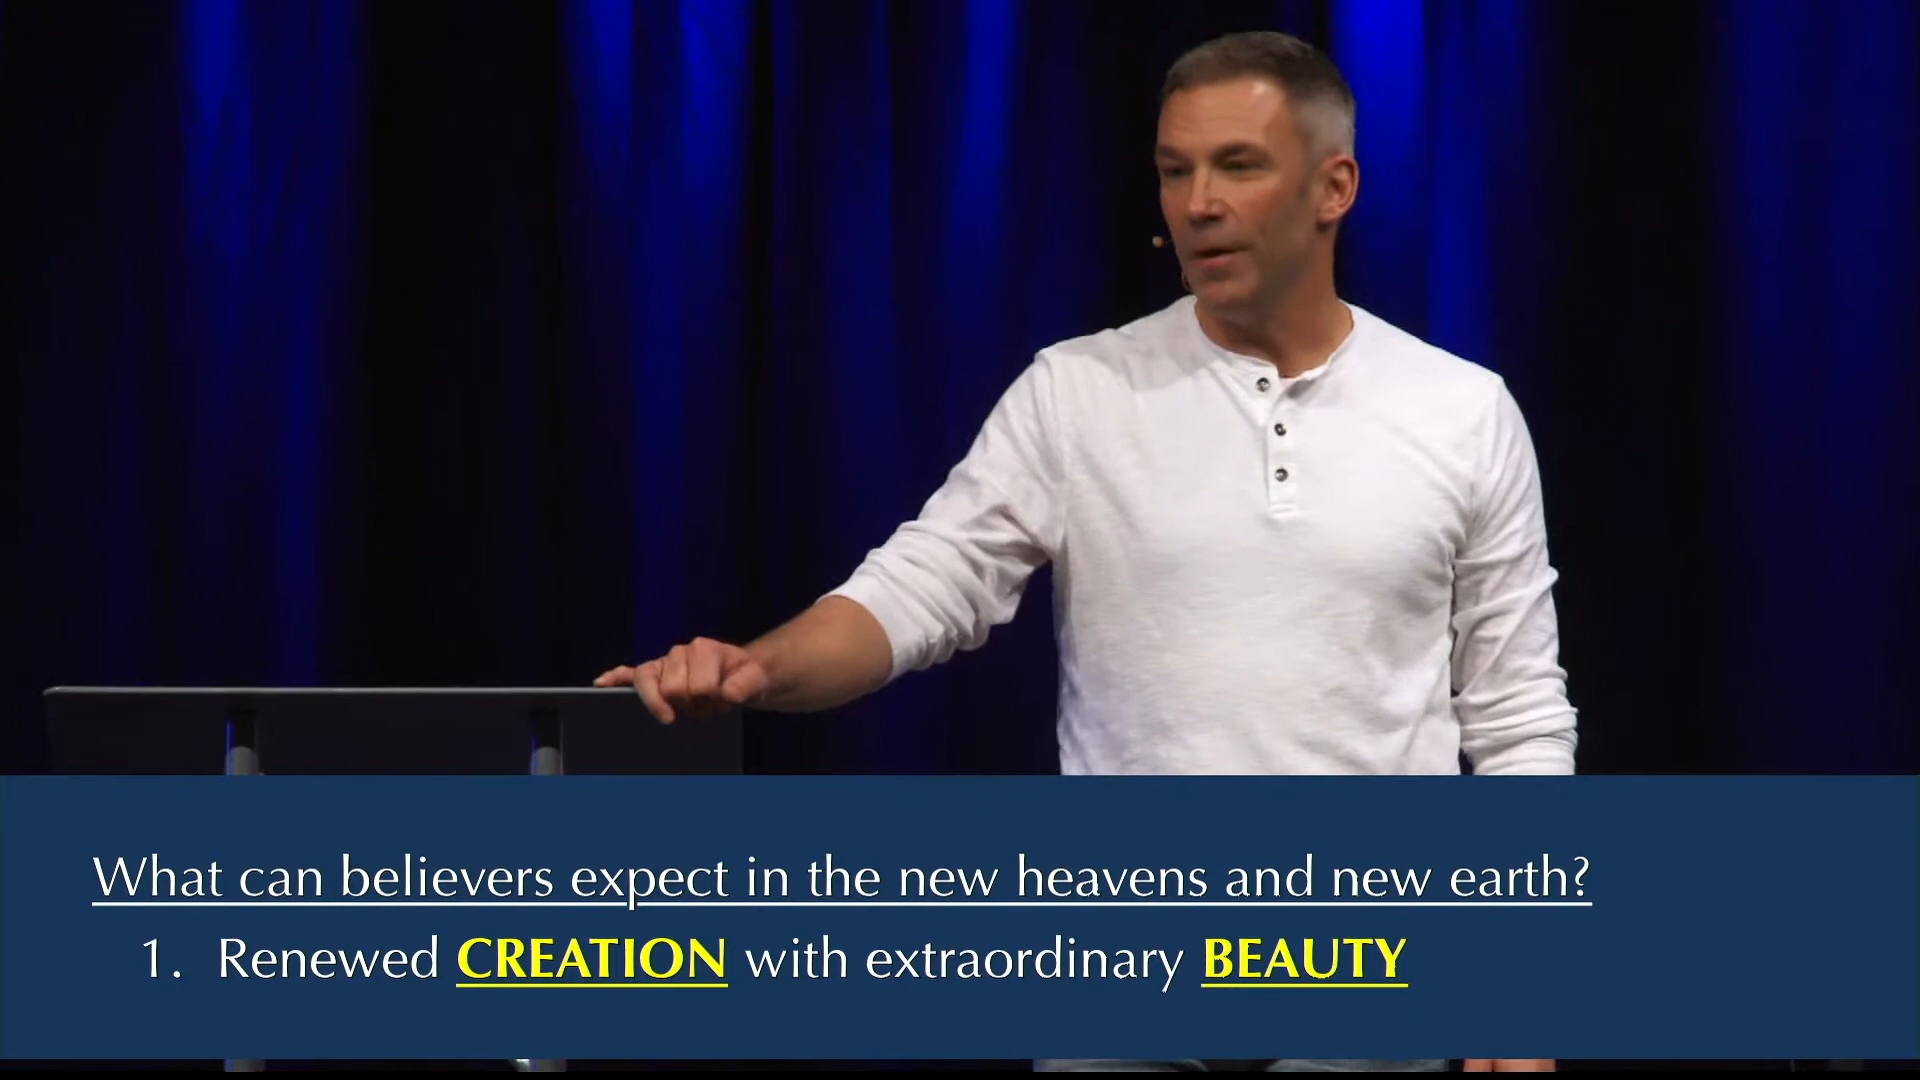 What can believers expect in the new heavens and new earth?
1. Renewed CREATION with extraordinary BEAUTY